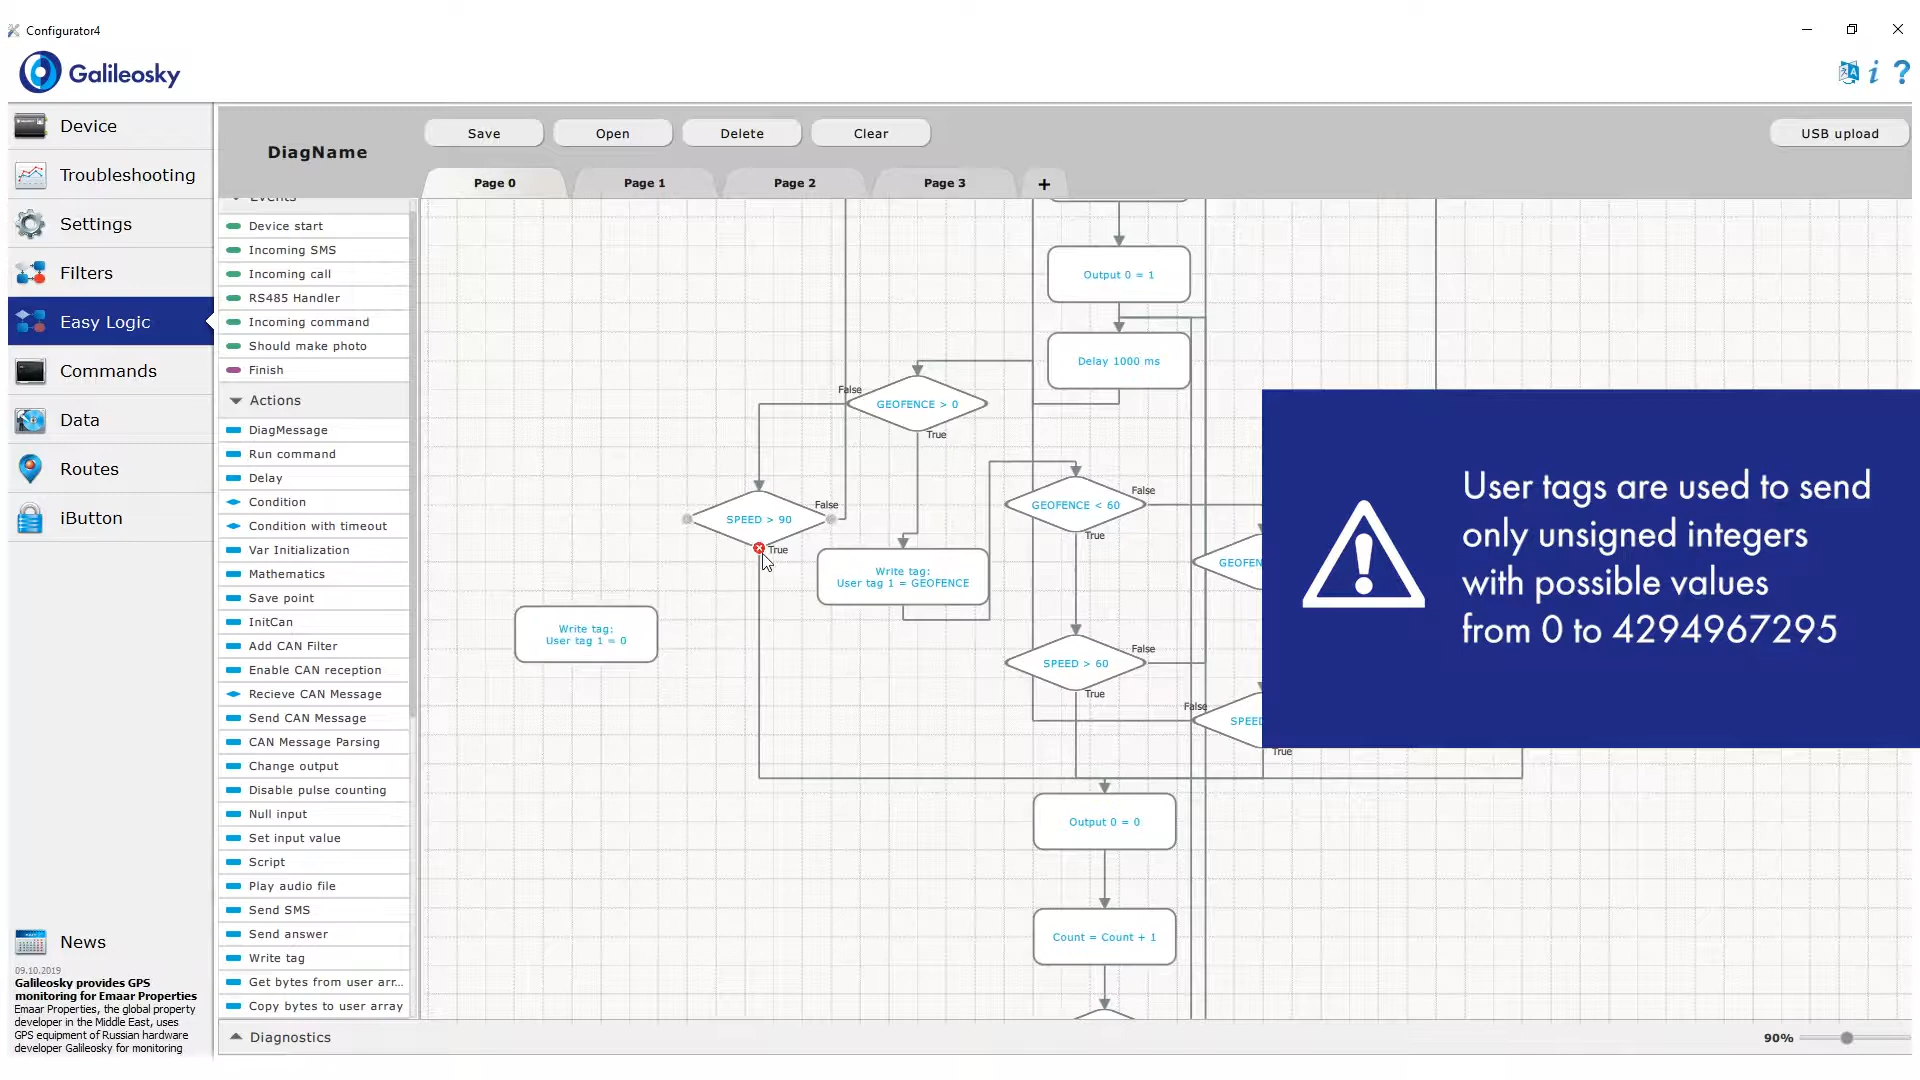 Configurator4
Galileosky
Device
Troubleshooting
Settings
Filters
Easy Logic
Commands
Data
Routes
iButton
News
09.10.2019
Galileosky provides GPS
monitoring for Emaar Properties
Emaar Properties, the global property
developer in the Middle East, uses
GPS equipment of Russian hardware
developer Galileosky for monitoring
DiagName
Save
Open
Delete
Clear
USB upload
Page 0
Page 1
Page 2
Page 3
+
Events
Device start
Incoming SMS
Incoming call
RS485 Handler
Incoming command
Should make photo
Finish
Actions
DiagMessage
Run command
Delay
Condition
Condition with timeout
Var Initialization
Mathematics
Save point
InitCan
Add CAN Filter
Enable CAN reception
Recieve CAN Message
Send CAN Message
CAN Message Parsing
Change output
Disable pulse counting
Null input
Set input value
Script
Play audio file
Send SMS
Send answer
Write tag
Get bytes from user arr...
Copy bytes to user array
Diagnostics
Output 0 = 1
Delay 1000 ms
False
GEOFENCE > 0
True
False
SPEED > 90
True
GEOFENCE < 60
False
True
Write tag:
User tag 1 = GEOFENCE
GEOFEN
Write tag:
User tag 1 = 0
False
SPEED > 60
True
False
SPEED
True
Output 0 = 0
Count = Count + 1
User tags are used to send
only unsigned integers
with possible values
from 0 to 4294967295
90%